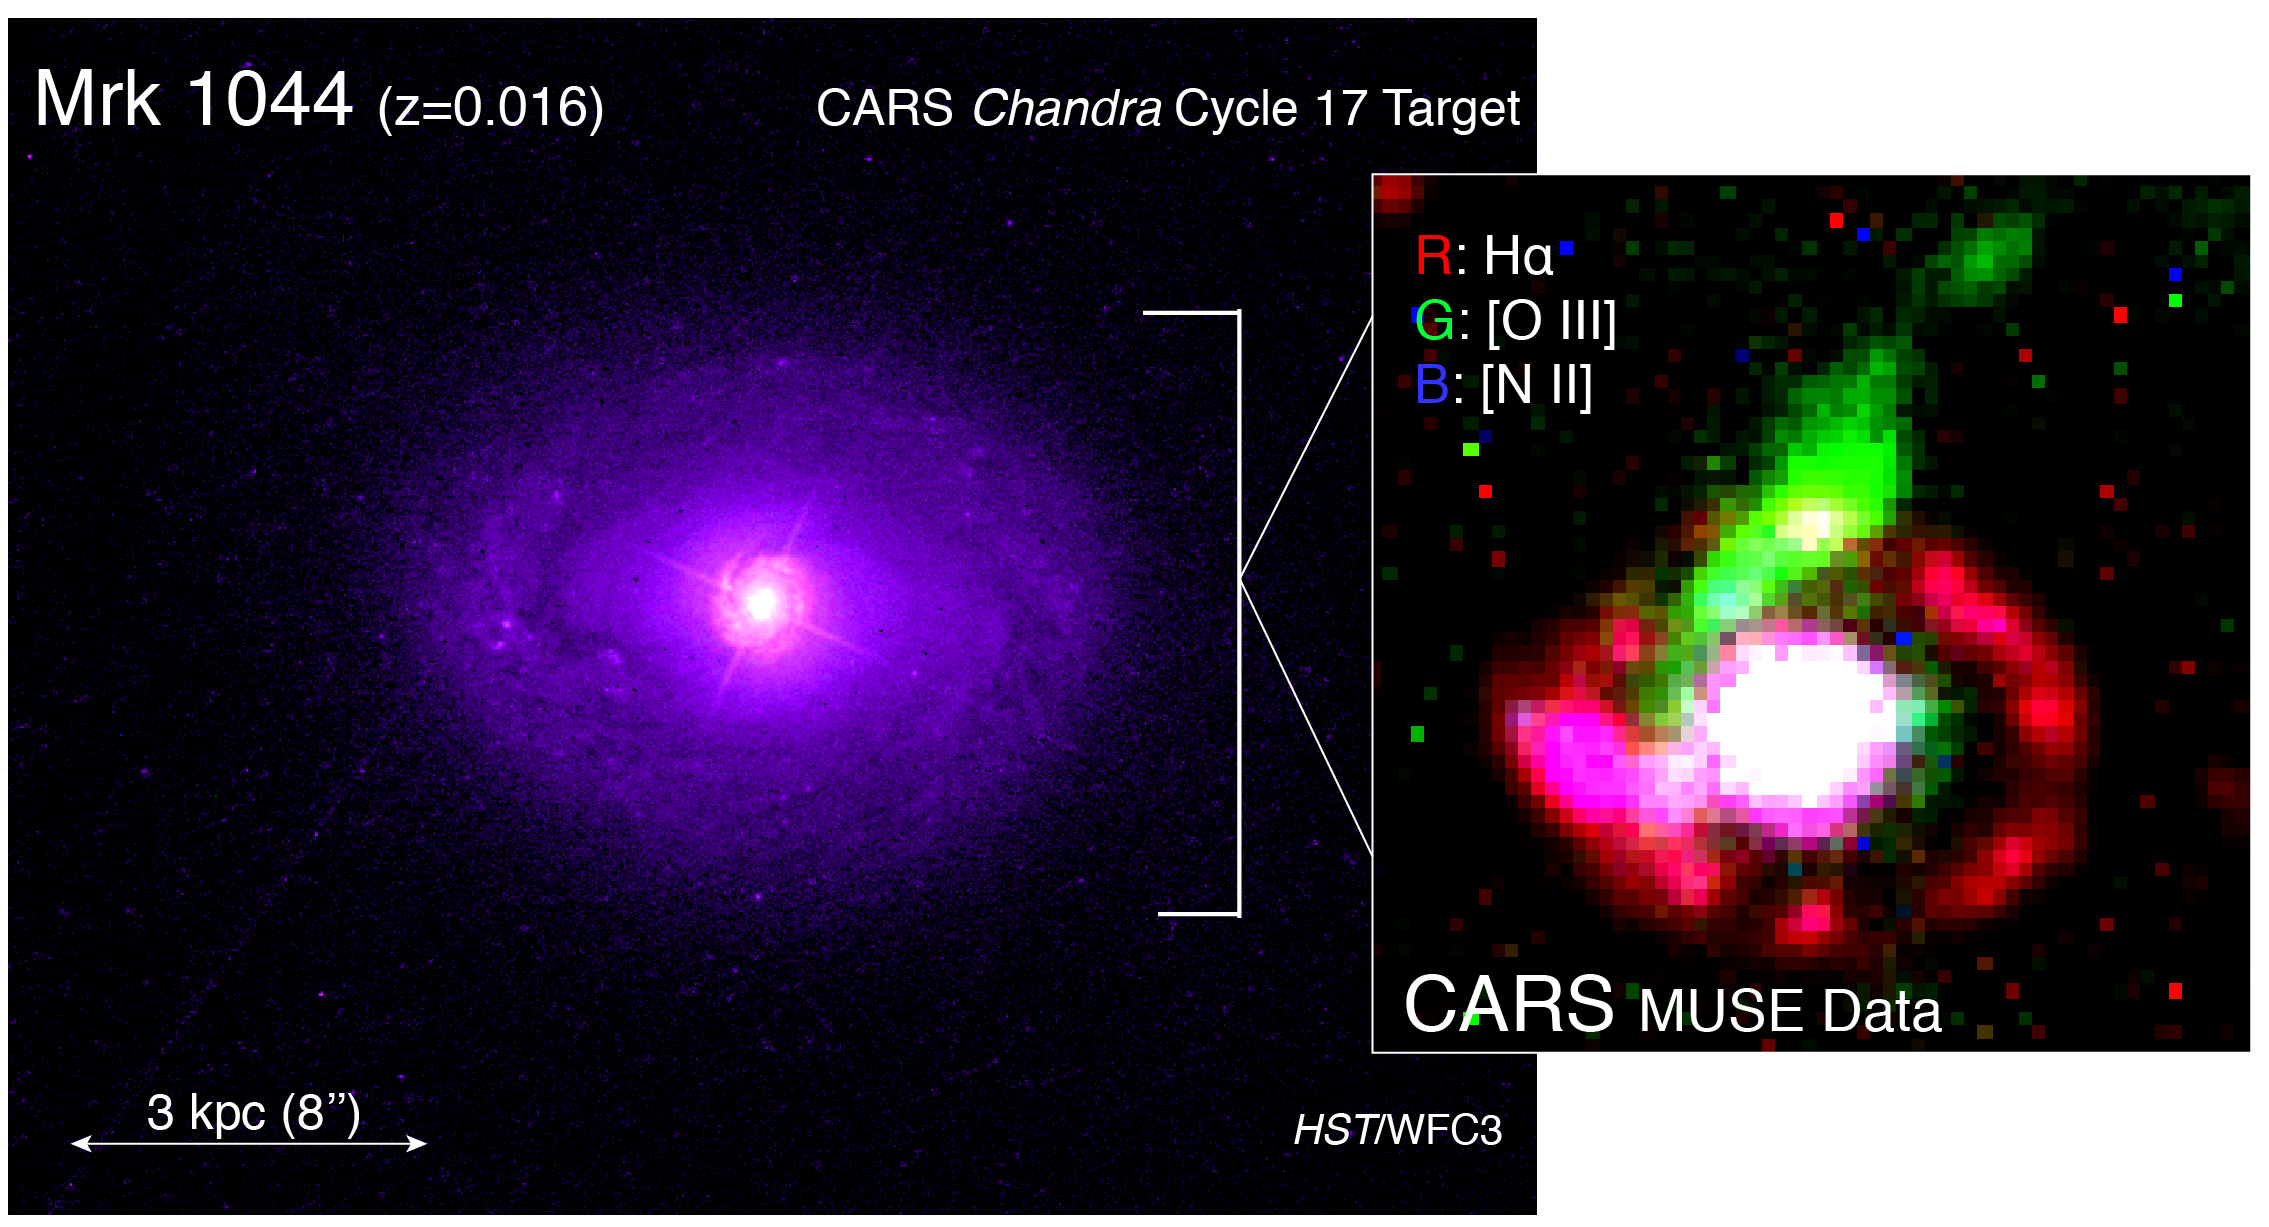 Mrk 1044 (z=0.016)
CARS Chandra Cycle 17 Target
R: Hα
G: [O III]
B: [N II]
CARS MUSE Data
3 kpc (8”)
HST/WFC3